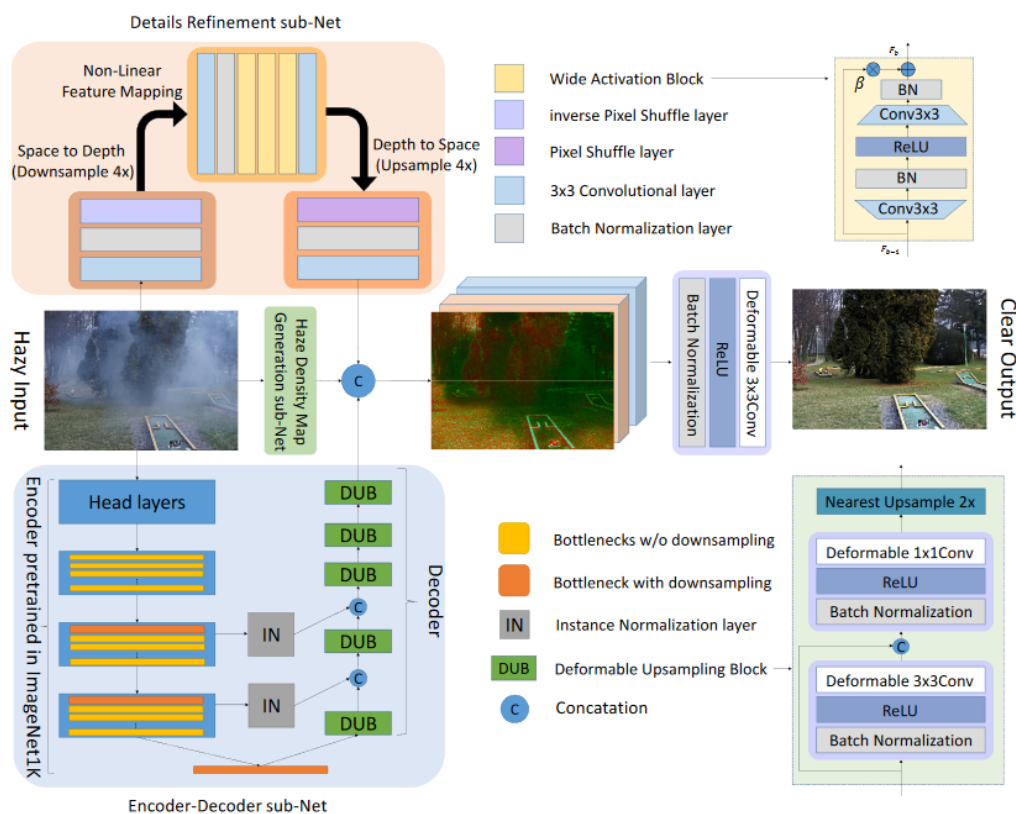 Details Refinement sub-Net
Non-Linear
Feature Mapping
Space to Depth
(Downsample 4x)
Depth to Space
(Upsample 4x)
Wide Activation Block
inverse Pixel Shuffle layer
Pixel Shuffle layer
3x3 Convolutional layer
Batch Normalization layer
F_b
β
BN
Conv3x3
ReLU
BN
Conv3x3
F_{b-1}
Hazy Input
Haze Density Map
Generation sub-Net
C
Batch Normalization
ReLU
Deformable 3x3Conv
Clear Output
Encoder pretrained in ImageNet1K
Head layers
IN
IN
DUB
DUB
DUB
C
DUB
C
DUB
Decoder
Encoder-Decoder sub-Net
Bottlenecks w/o downsampling
Bottleneck with downsampling
IN
Instance Normalization layer
DUB
Deformable Upsampling Block
C
Concatation
Nearest Upsample 2x
Deformable 1x1Conv
ReLU
Batch Normalization
C
Deformable 3x3Conv
ReLU
Batch Normalization